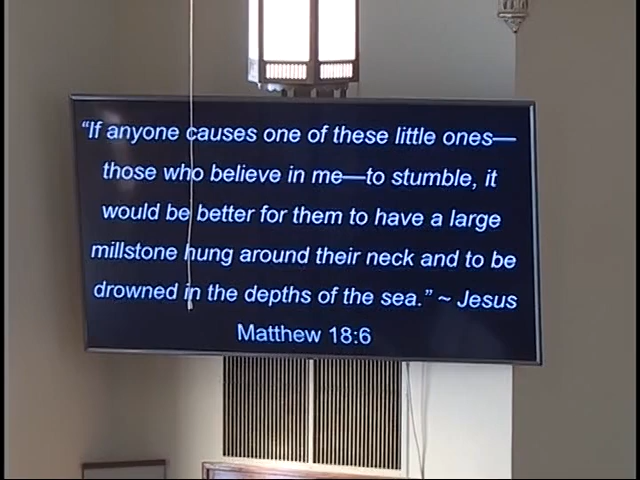 “If anyone causes one of these little ones—
those who believe in me—to stumble, it
would be better for them to have a large
millstone hung around their neck and to be
drowned in the depths of the sea.” ~ Jesus
Matthew 18:6